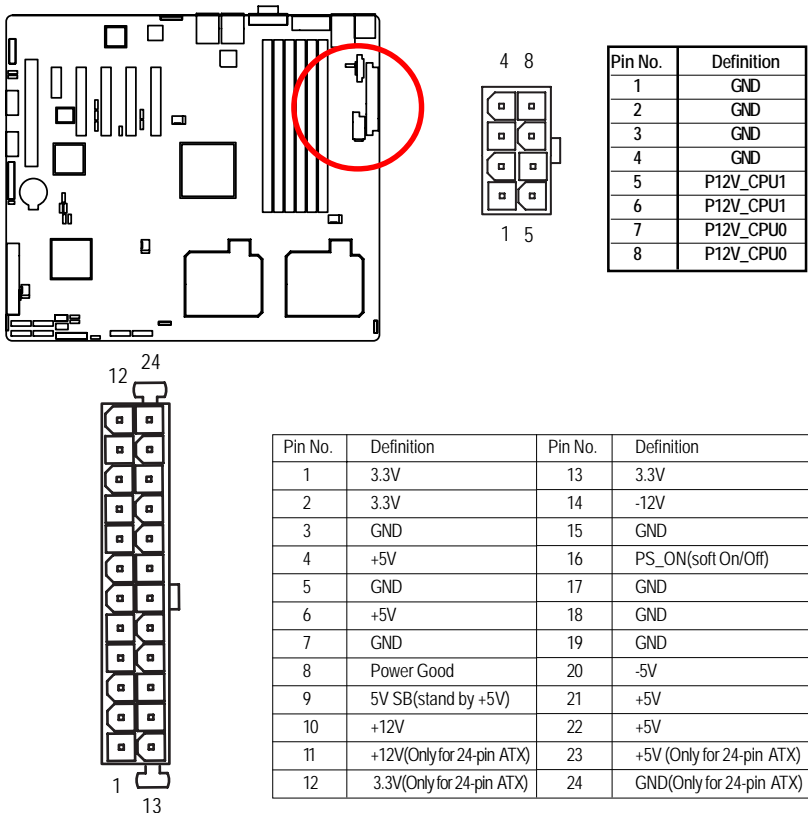 4 8
1 5
Pin No. Definition
1 GND
2 GND
3 GND
4 GND
5 P12V_CPU1
6 P12V_CPU1
7 P12V_CPU0
8 P12V_CPU0
12 24
1 13
Pin No. Definition Pin No. Definition
1 3.3V 13 3.3V
2 3.3V 14 -12V
3 GND 15 GND
4 +5V 16 PS_ON(soft On/Off)
5 GND 17 GND
6 +5V 18 GND
7 GND 19 GND
8 Power Good 20 -5V
9 5V SB(stand by +5V) 21 +5V
10 +12V 22 +5V
11 +12V(Only for 24-pin ATX) 23 +5V (Only for 24-pin ATX)
12 3.3V(Only for 24-pin ATX) 24 GND(Only for 24-pin ATX)